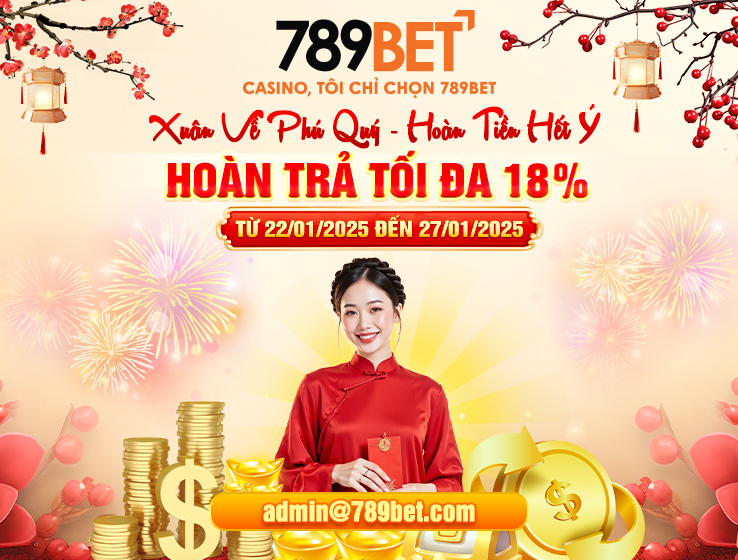 789BET
CASINO, TÔI CHỈ CHỌN 789BET
Xuân Về Phú Quý - Hoàn Tiền Hết Ý
HOÀN TRẢ TỐI ĐA 18%
TỪ 22/01/2025 ĐẾN 27/01/2025
admin@789bet.com